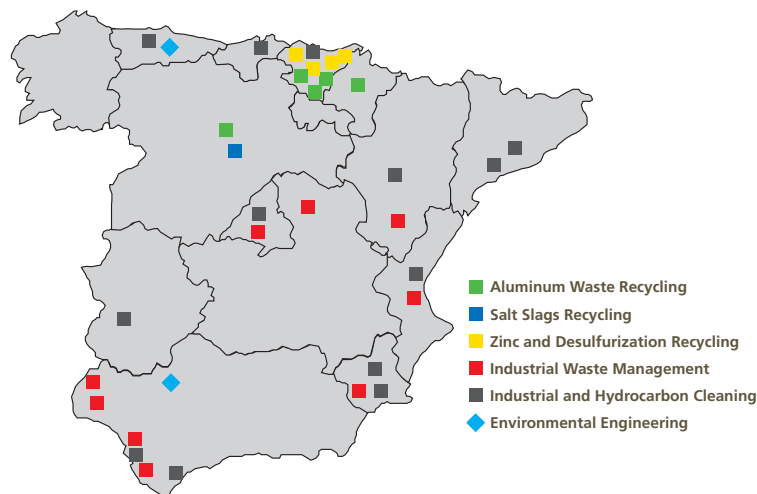 Aluminum Waste Recycling
Salt Slags Recycling
Zinc and Desulfurization Recycling
Industrial Waste Management
Industrial and Hydrocarbon Cleaning
Environmental Engineering